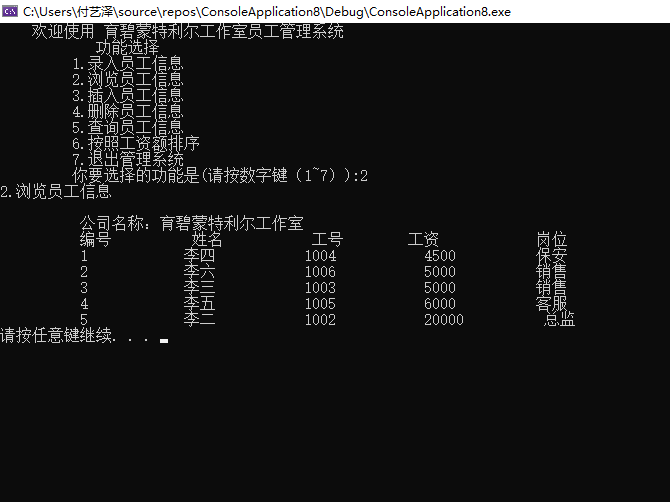 C:\Users\付艺泽\source\repos\ConsoleApplication8\Debug\ConsoleApplication8.exe
欢迎使用 育碧蒙特利尔工作室员工管理系统
功能选择
1.录入员工信息
2.浏览员工信息
3.插入员工信息
4.删除员工信息
5.查询员工信息
6.按照工资额排序
7.退出管理系统
你要选择的功能是(请按数字键（1~7）):2
2.浏览员工信息
公司名称：育碧蒙特利尔工作室
编号 姓名 工号 工资 岗位
1 李四 1004 4500 保安
2 李六 1006 5000 销售
3 李三 1003 5000 销售
4 李五 1005 6000 客服
5 李二 1002 20000 总监
请按任意键继续. . .